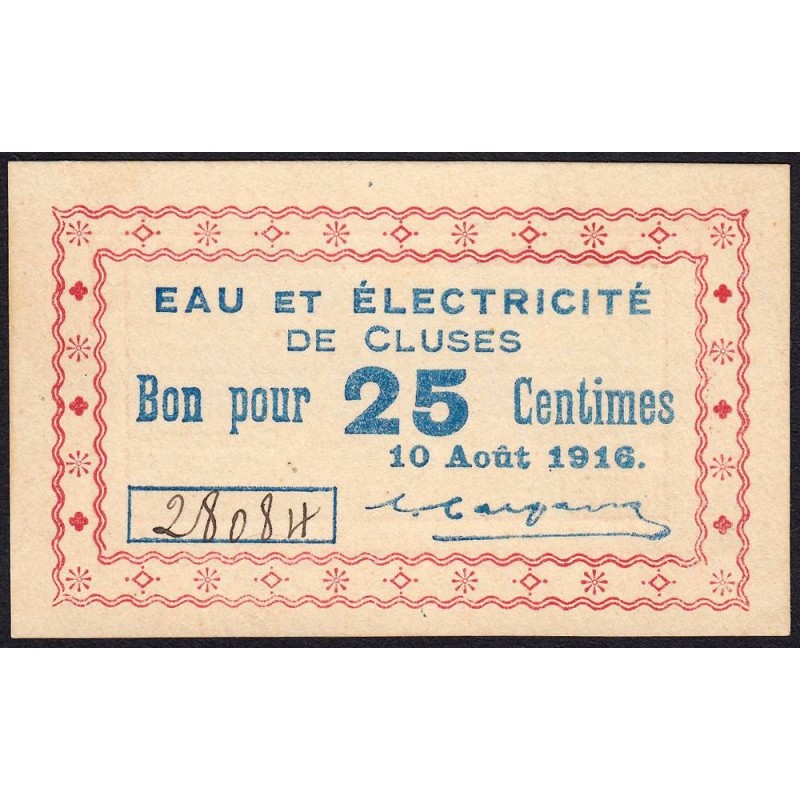 EAU ET ÉLECTRICITÉ
DE CLUSES
Bon pour 25 Centimes
10 Août 1916.
28084